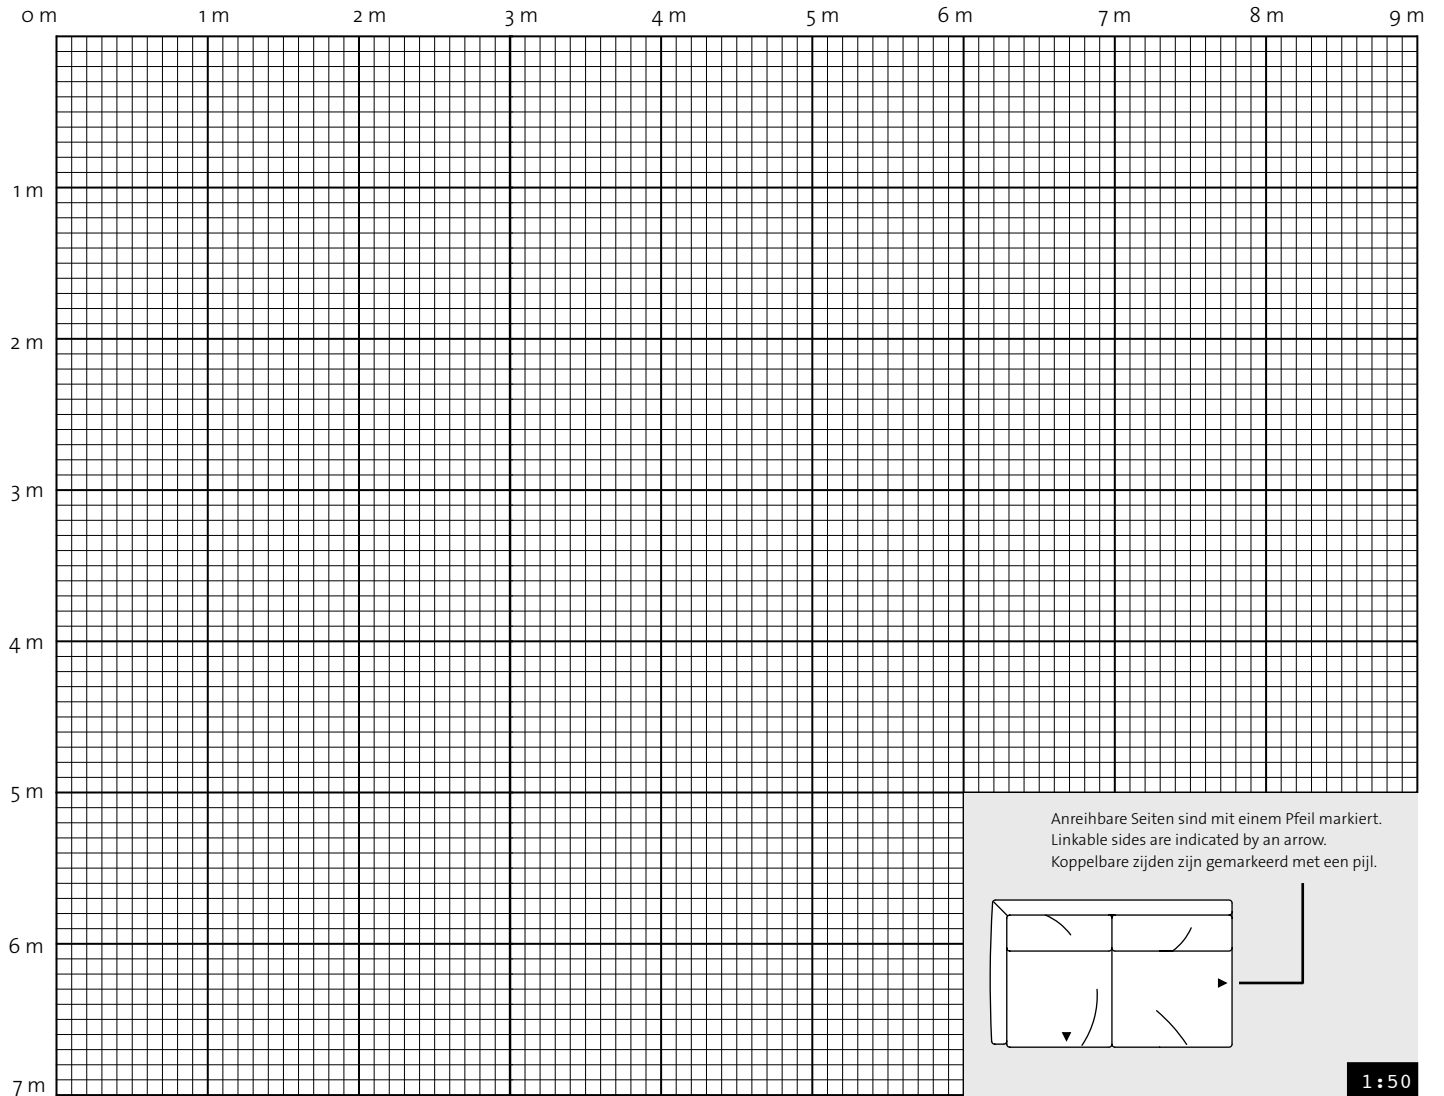 0 m 1 m 2 m 3 m 4 m 5 m 6 m 7 m 8 m 9 m
1 m
2 m
3 m
4 m
5 m
Anreihbare Seiten sind mit einem Pfeil markiert.
Linkable sides are indicated by an arrow.
Koppelbare zijden zijn gemarkeerd met een pijl.
6 m
7 m
1:50